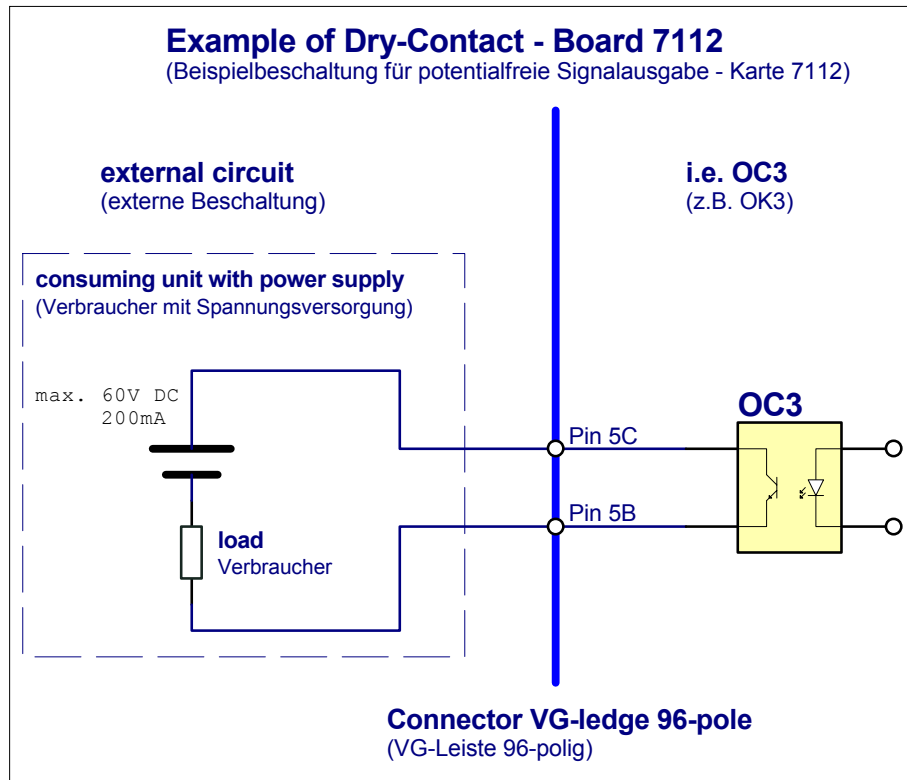 Example of Dry-Contact - Board 7112
(Beispielbeschaltung für potentialfreie Signalausgabe - Karte 7112)
external circuit
(externe Beschaltung)
i.e. OC3
(z.B. OK3)
consuming unit with power supply
(Verbraucher mit Spannungsversorgung)
max. 60V DC
200mA
OC3
Pin 5C
Pin 5B
load
Verbraucher
Connector VG-ledge 96-pole
(VG-Leiste 96-polig)